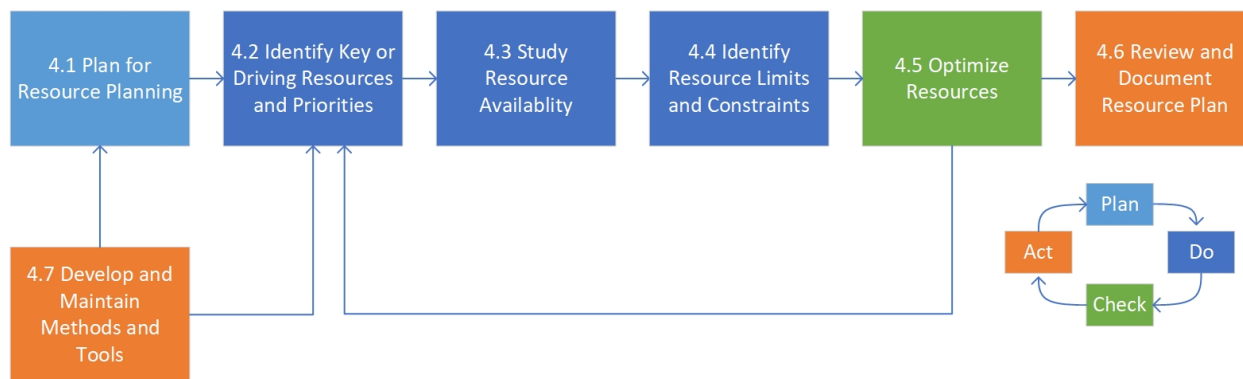 4.1 Plan for
Resource Planning
4.2 Identify Key or
Driving Resources
and Priorities
4.3 Study
Resource
Availablity
4.4 Identify
Resource Limits
and Constraints
4.5 Optimize
Resources
4.6 Review and
Document
Resource Plan
4.7 Develop and
Maintain
Methods and
Tools
Plan
Do
Check
Act